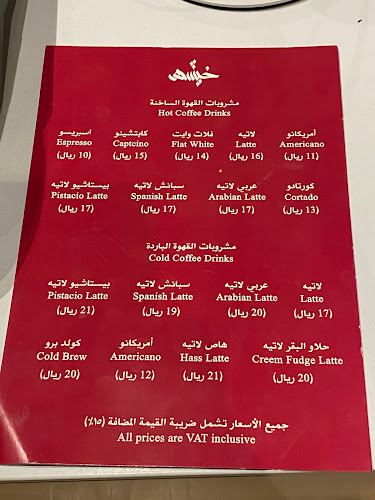 مشروبات القهوة الساخنة
Hot Coffee Drinks
أمريكانو لاتيه فلات وايت كابتشينو اسبريسو
Americano Latte Flat White Captcino Espresso
(11 ريال) (16 ريال) (14 ريال) (15 ريال) (10 ريال)
كورتادو عربي لاتيه سبانش لاتيه بيستاشيو لاتيه
Cortado Arabian Latte Spanish Latte Pistacio Latte
(13 ريال) (17 ريال) (17 ريال) (17 ريال)
مشروبات القهوة الباردة
Cold Coffee Drinks
لاتيه عربي لاتيه سبانش لاتيه بيستاشيو لاتيه
Latte Arabian Latte Spanish Latte Pistacio Latte
(17 ريال) (20 ريال) (19 ريال) (21 ريال)
حلاو البقر لاتيه هاص لاتيه أمريكانو كولد برو
Creem Fudge Latte Hass Latte Americano Cold Brew
(20 ريال) (21 ريال) (12 ريال) (20 ريال)
جميع الأسعار تشمل ضريبة القيمة المضافة (١٥٪)
All prices are VAT inclusive